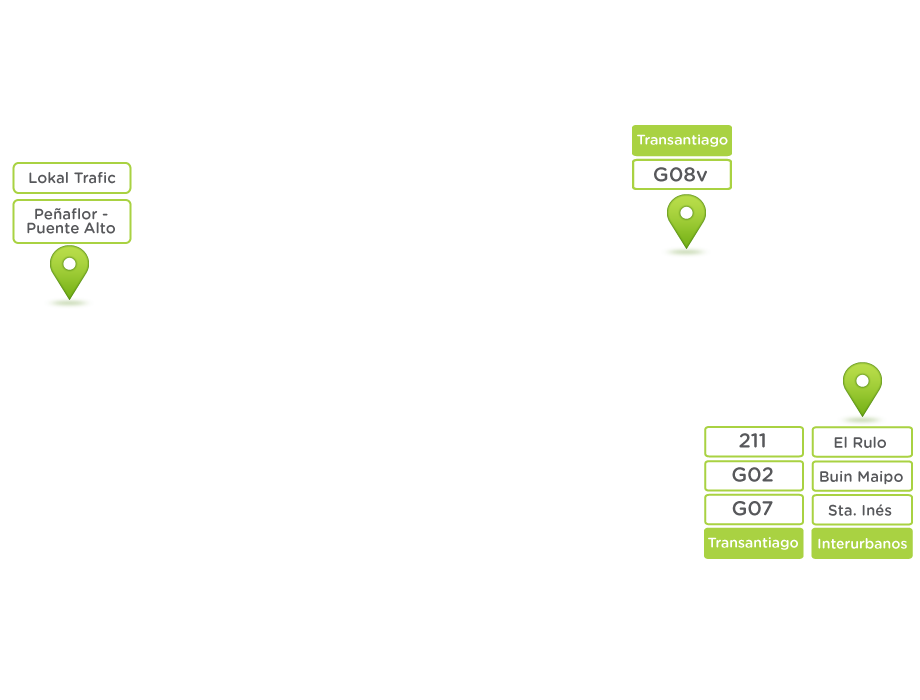 Transantiago
G08v
Lokal Trafic
Peñaflor -
Puente Alto
211
G02
G07
Transantiago
El Rulo
Buin Maipo
Sta. Inés
Interurbanos